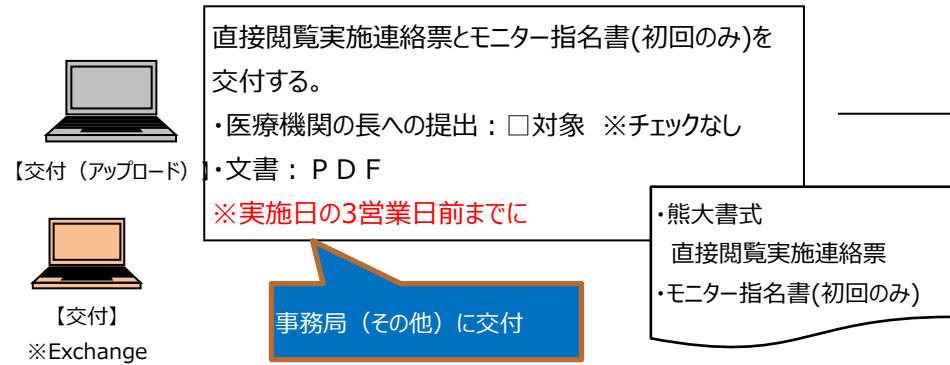 直接閲覧実施連絡票とモニター指名書(初回のみ)を
交付する。
・医療機関の長への提出：□対象 ※チェックなし
・文書：ＰＤＦ
※実施日の3営業日前までに
【交付（アップロード）】
【交付】
※Exchange
事務局（その他）に交付
・熊大書式
直接閲覧実施連絡票
・モニター指名書(初回のみ)